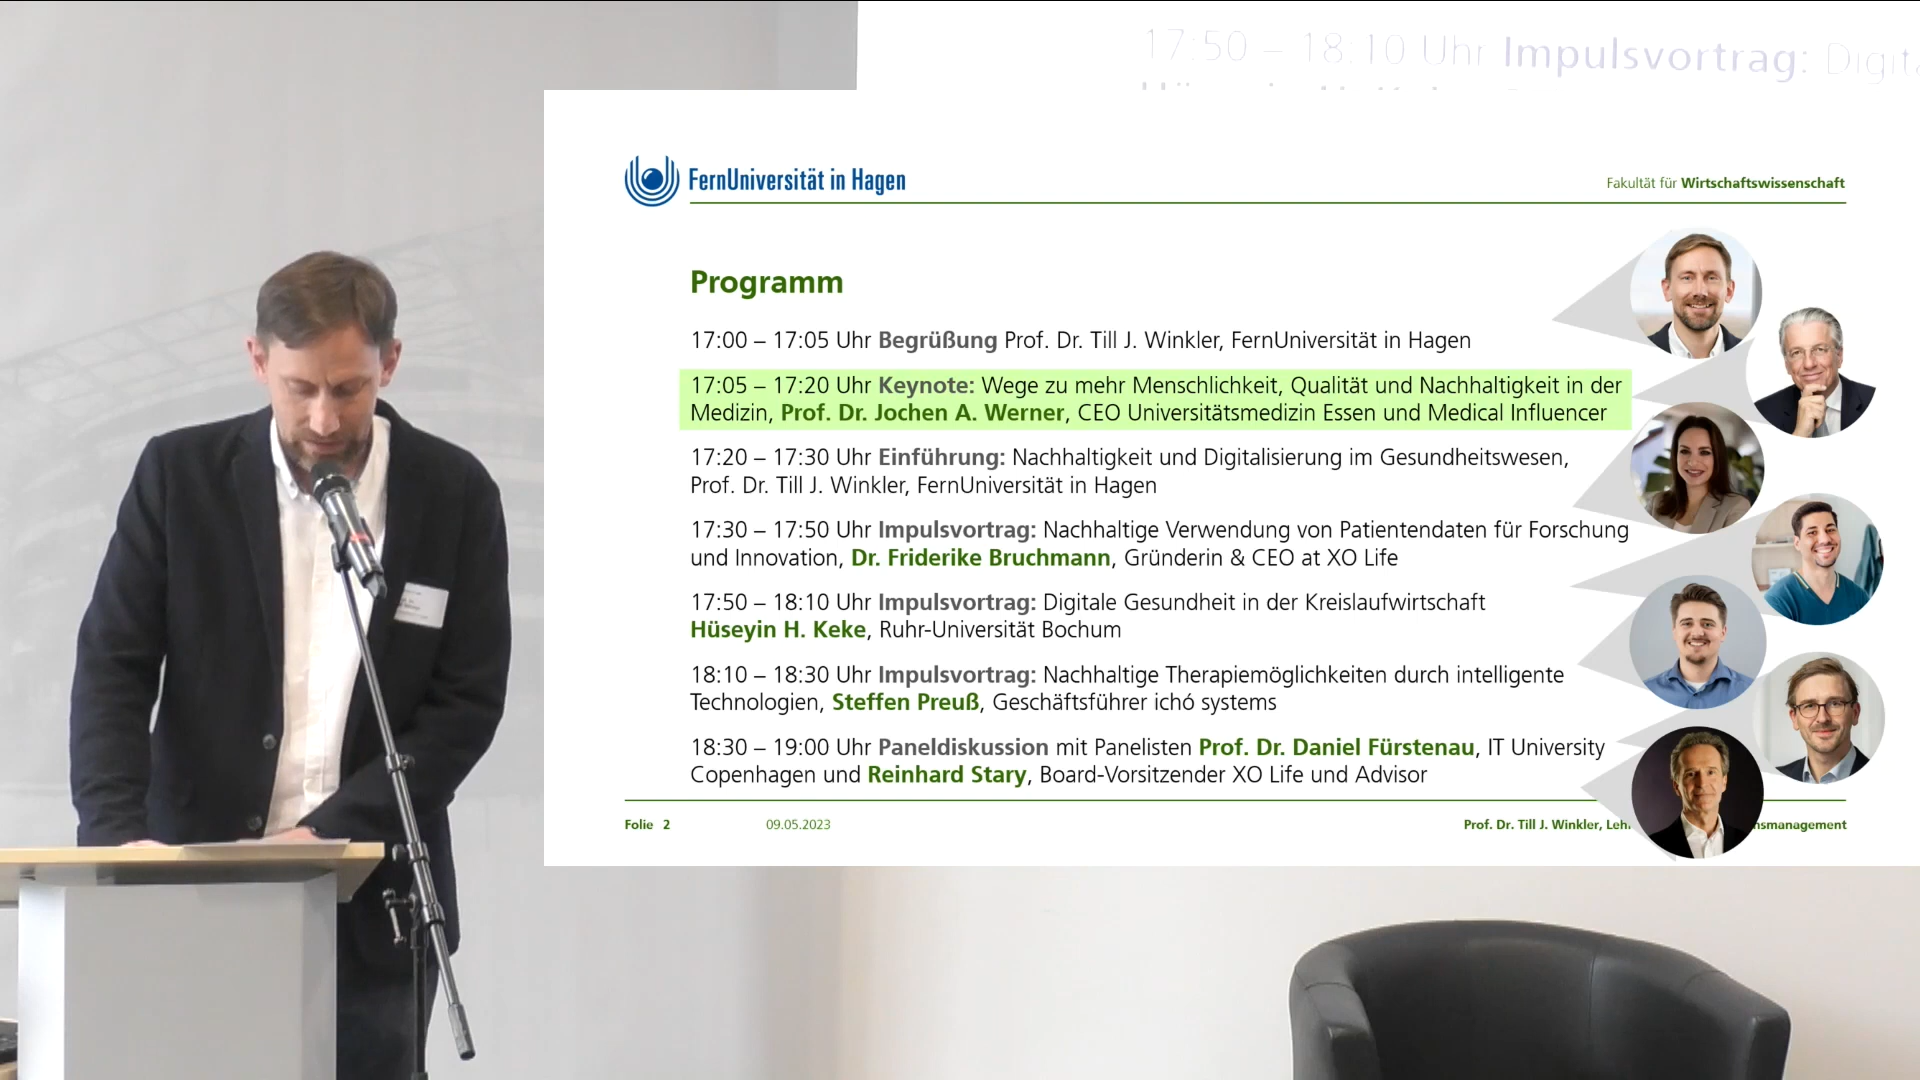 17:50 – 18:10 Uhr Impulsvortrag:
FernUniversität in Hagen
Fakultät für Wirtschaftswissenschaft
Programm
17:00 – 17:05 Uhr Begrüßung Prof. Dr. Till J. Winkler, FernUniversität in Hagen
17:05 – 17:20 Uhr Keynote: Wege zu mehr Menschlichkeit, Qualität und Nachhaltigkeit in der
Medizin, Prof. Dr. Jochen A. Werner, CEO Universitätsmedizin Essen und Medical Influencer
17:20 – 17:30 Uhr Einführung: Nachhaltigkeit und Digitalisierung im Gesundheitswesen,
Prof. Dr. Till J. Winkler, FernUniversität in Hagen
17:30 – 17:50 Uhr Impulsvortrag: Nachhaltige Verwendung von Patientendaten für Forschung
und Innovation, Dr. Friderike Bruchmann, Gründerin & CEO at XO Life
17:50 – 18:10 Uhr Impulsvortrag: Digitale Gesundheit in der Kreislaufwirtschaft
Hüseyin H. Keke, Ruhr-Universität Bochum
18:10 – 18:30 Uhr Impulsvortrag: Nachhaltige Therapiemöglichkeiten durch intelligente
Technologien, Steffen Preuß, Geschäftsführer ichó systems
18:30 – 19:00 Uhr Paneldiskussion mit Panelisten Prof. Dr. Daniel Fürstenau, IT University
Copenhagen und Reinhard Stary, Board-Vorsitzender XO Life und Advisor
Folie 2
09.05.2023
Prof. Dr. Till J. Winkler,